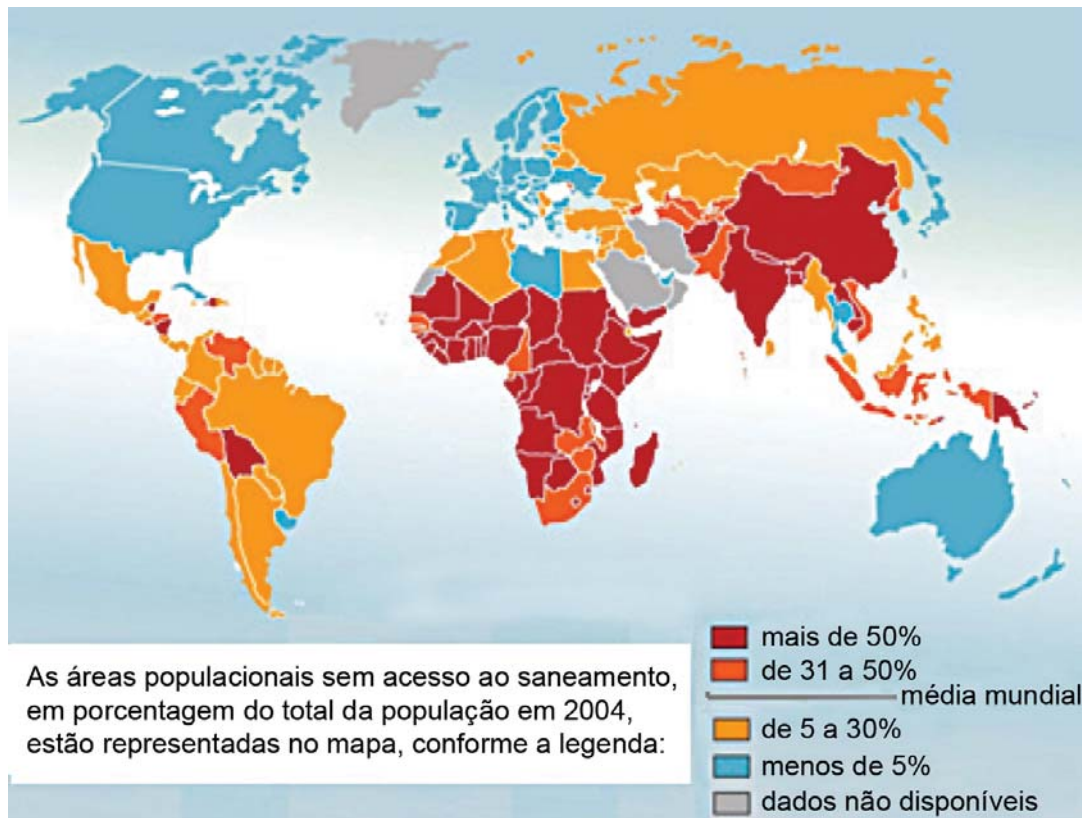 As áreas populacionais sem acesso ao saneamento,
em porcentagem do total da população em 2004,
estão representadas no mapa, conforme a legenda:
mais de 50%
de 31 a 50%
média mundial
de 5 a 30%
menos de 5%
dados não disponíveis